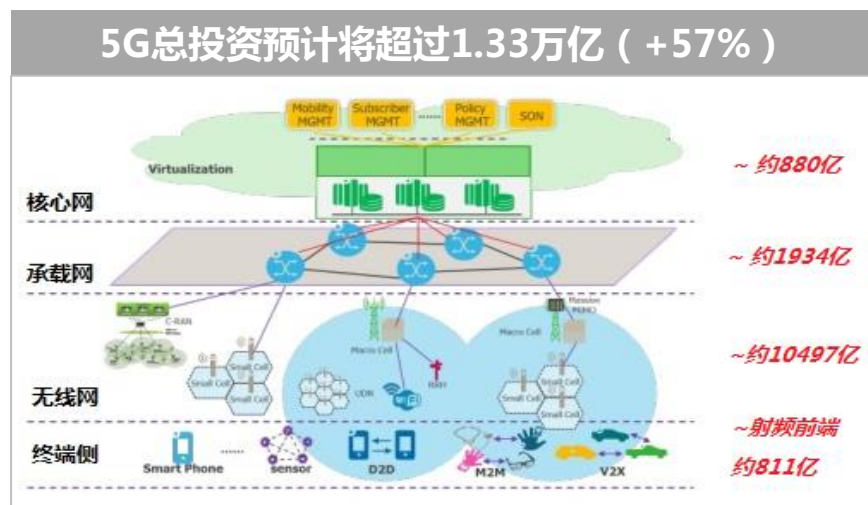 5G总投资预计将超过1.33万亿（+57%）
Mobility MGMT
Subscriber MGMT
......
Policy MGMT
SON
Virtualization
~ 约880亿
核心网
~ 约1934亿
承载网
C-RAN
Massive MIMO
Macro Cell
Macro Cell
Small Cell
Small Cell
Small Cell
UDN
Small Cell
Small Cell
Small Cell
~约10497亿
无线网
~射频前端
约811亿
终端侧
Smart Phone
......
sensor
D2D
M2M
V2X